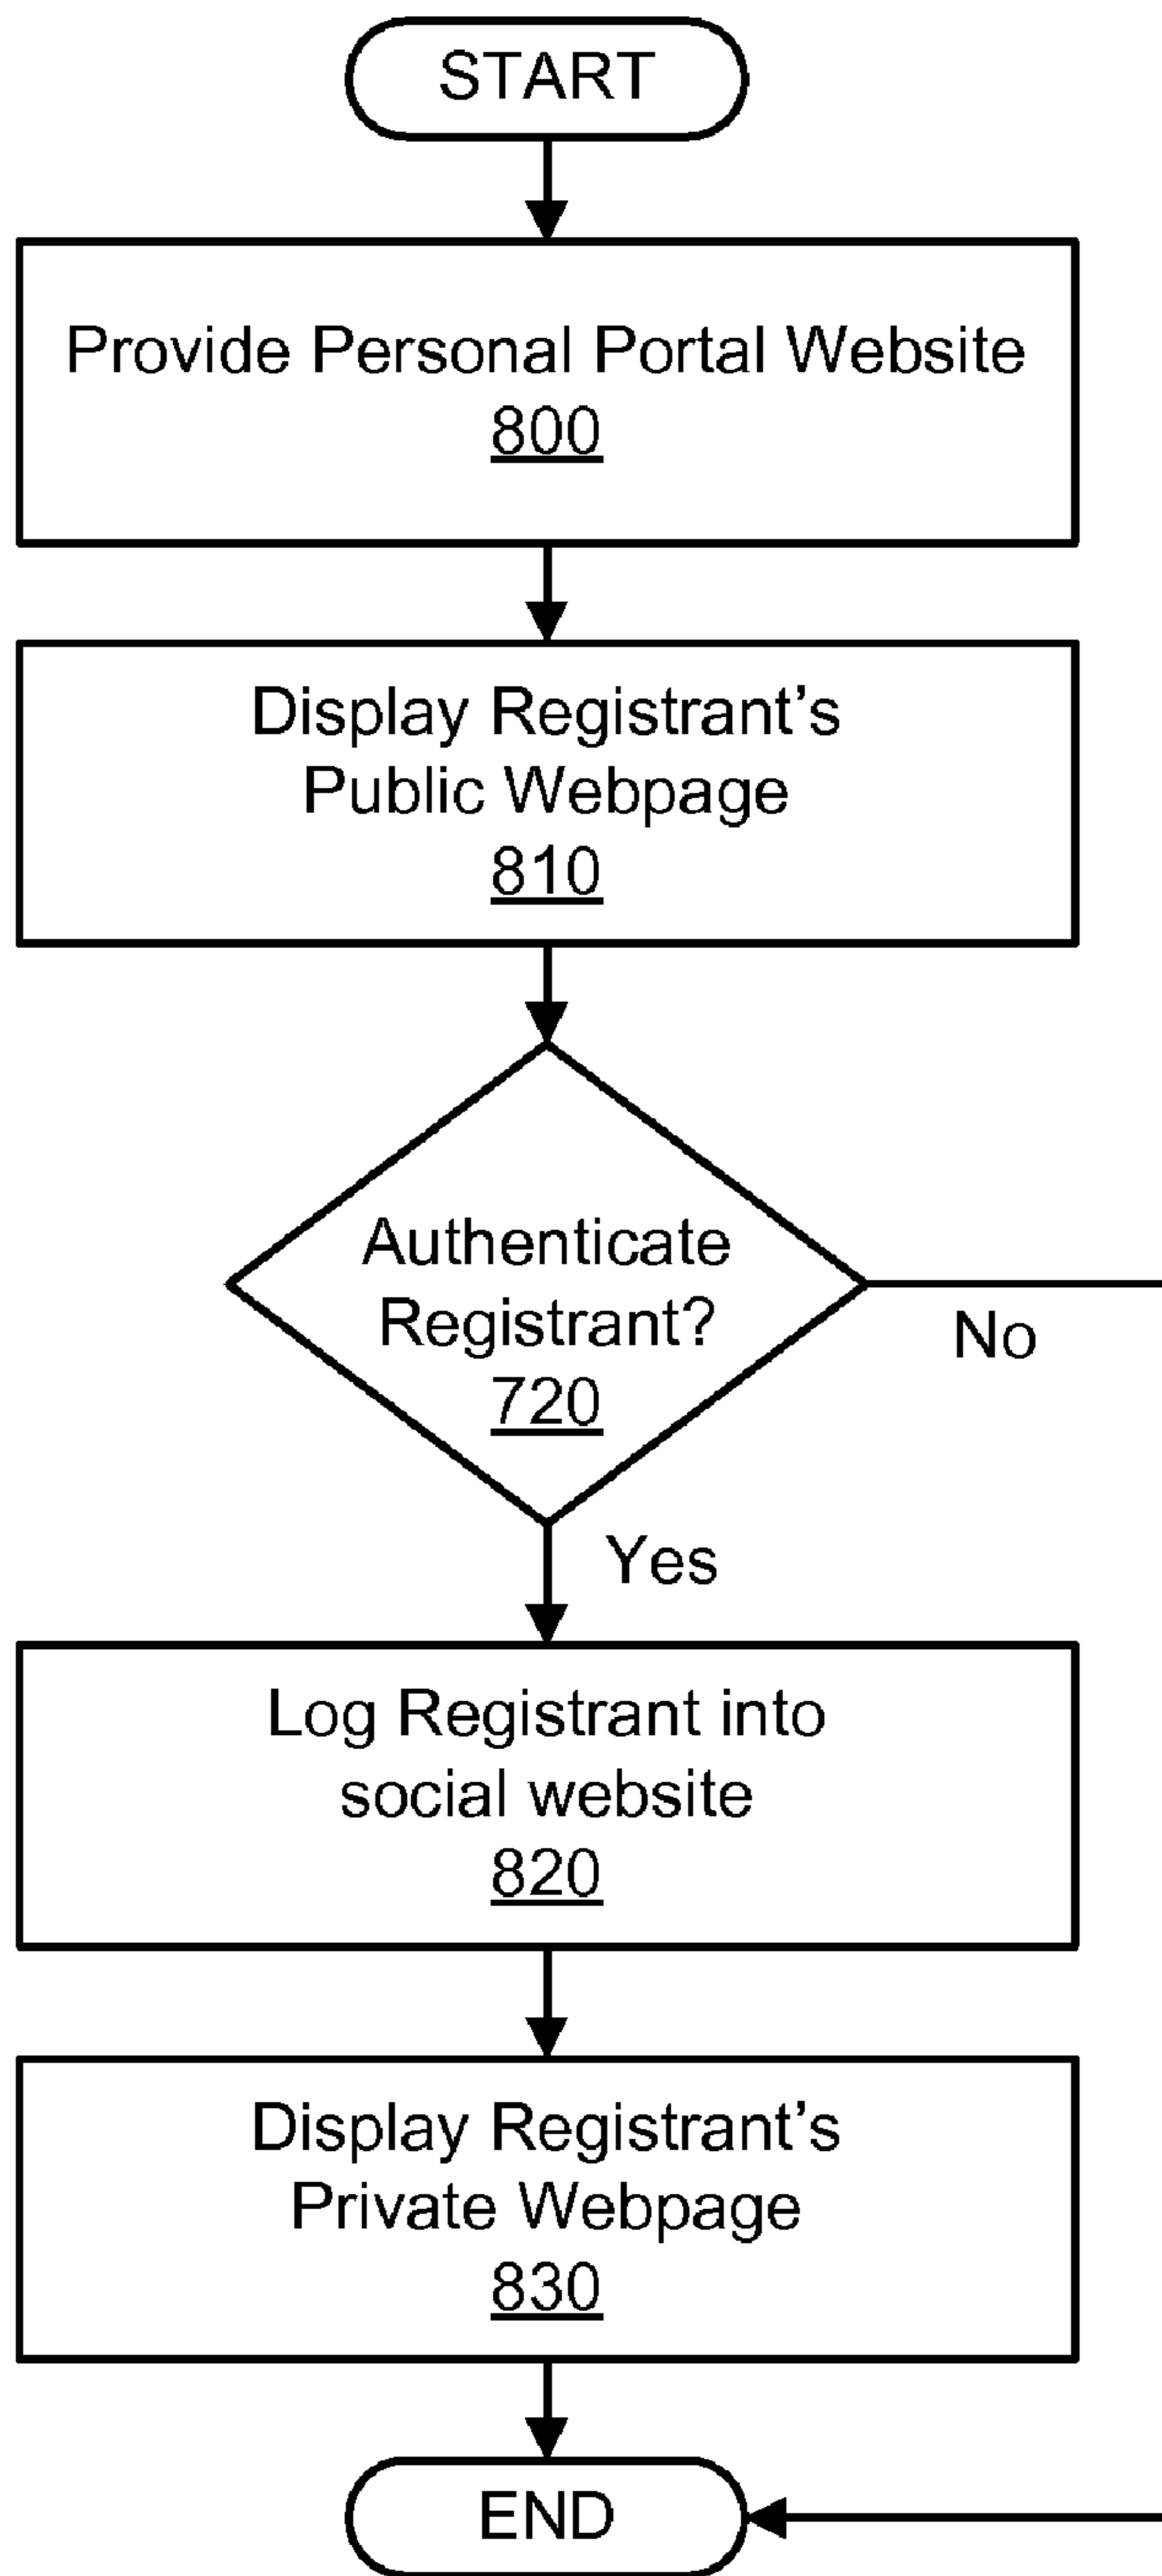 START
Provide Personal Portal Website
800
Display Registrant’s
Public Webpage
810
Authenticate
Registrant?
720
No
Yes
Log Registrant into
social website
820
Display Registrant’s
Private Webpage
830
END